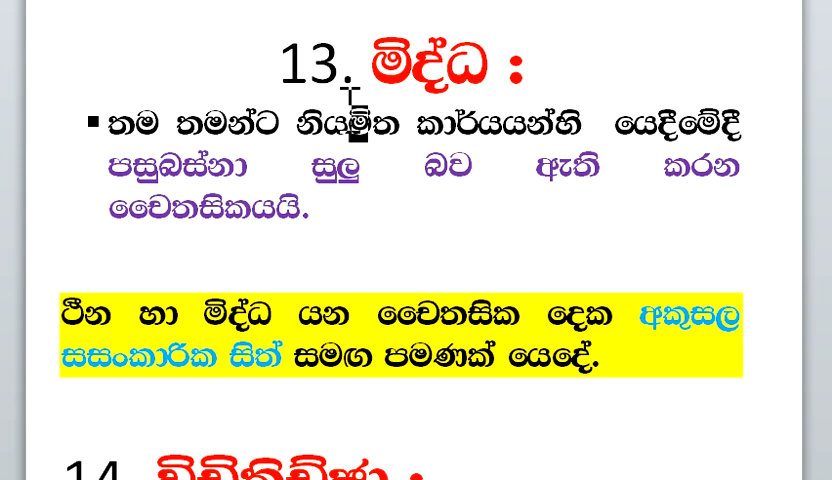 13. මිද්ධ :
▪ තම තමන්ට නියමිත කාර්යයන්හි යෙදීමේදී
පසුබස්නා සුලු බව ඇති කරන
චෛතසිකයයි.
ථීන හා මිද්ධ යන චෛතසික දෙක අකුසල
සසංකාරික සිත් සමඟ පමණක් යෙදේ.
14. විචිකිච්ඡා :